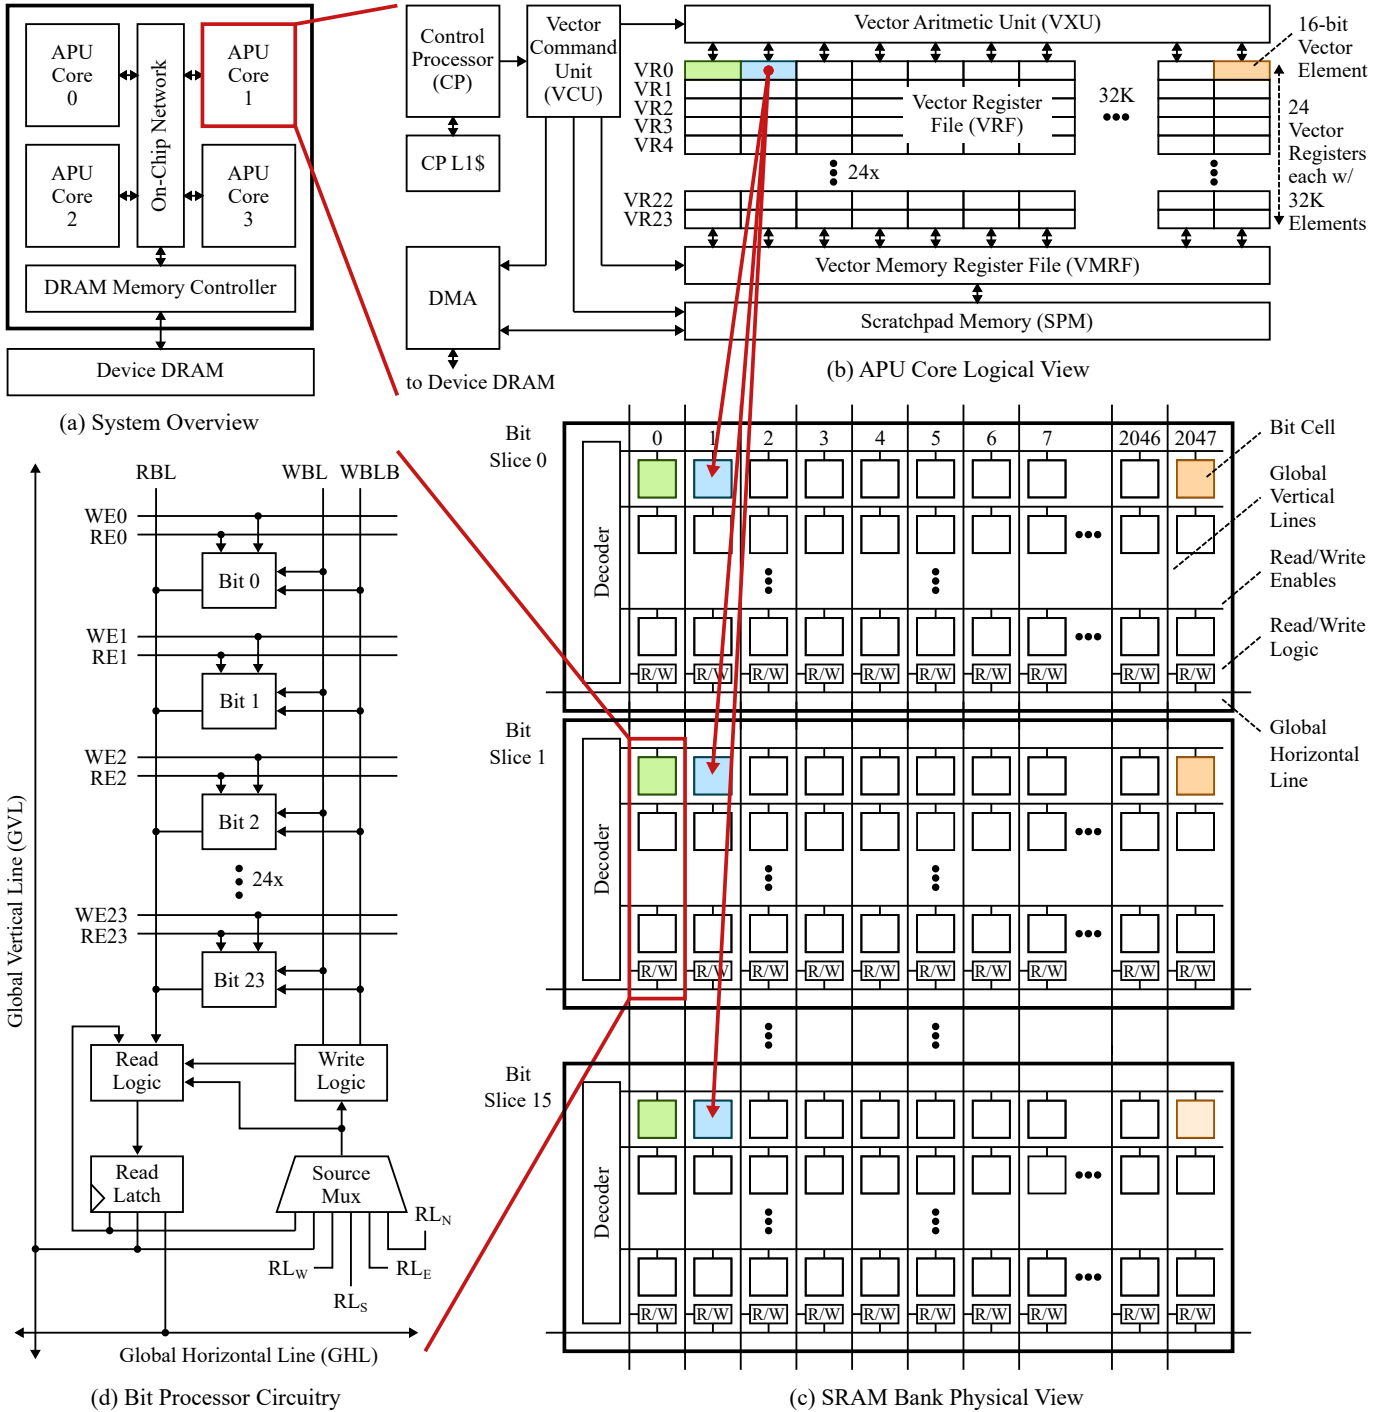 APU
Core
0
APU
Core
1
APU
Core
2
APU
Core
3
On-Chip Network
DRAM Memory Controller
Device DRAM
(a) System Overview
Control
Processor
(CP)
CP L1$
Vector
Command
Unit
(VCU)
DMA
to Device DRAM
Vector Aritmetic Unit (VXU)
VR0
VR1
VR2
VR3
VR4
VR22
VR23
Vector Register
File (VRF)
32K
24x
16-bit
Vector
Element
24
Vector
Registers
each w/
32K
Elements
Vector Memory Register File (VMRF)
Scratchpad Memory (SPM)
(b) APU Core Logical View
Bit
Slice 0
Decoder
0 1 2 3 4 5 6 7 2046 2047
R/W R/W R/W R/W R/W R/W R/W R/W R/W R/W
Bit
Slice 1
Decoder
R/W R/W R/W R/W R/W R/W R/W R/W R/W R/W
Bit
Slice 15
Decoder
R/W R/W R/W R/W R/W R/W R/W R/W R/W R/W
Bit Cell
Global
Vertical
Lines
Read/Write
Enables
Read/Write
Logic
Global
Horizontal
Line
(c) SRAM Bank Physical View
RBL WBL WBLB
WE0
RE0
Bit 0
WE1
RE1
Bit 1
WE2
RE2
Bit 2
24x
WE23
RE23
Bit 23
Read
Logic
Write
Logic
Read
Latch
Source
Mux
RLN
RLW
RLE
RLS
Global Vertical Line (GVL)
Global Horizontal Line (GHL)
(d) Bit Processor Circuitry